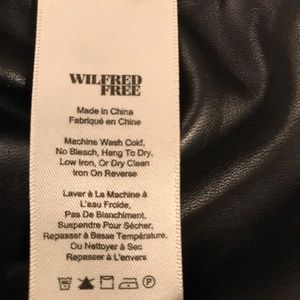 WILFRED
FREE
Made in China
Fabriqué en Chine
Machine Wash Cold,
No Bleach, Hang To Dry,
Low Iron, Or Dry Clean
Iron On Reverse
Laver À La Machine À
L'eau Froide,
Pas De Blanchiment,
Suspendre Pour Sécher,
Repasser à Basse Température.
Ou Nettoyer à Sec
Repasser À L'envers